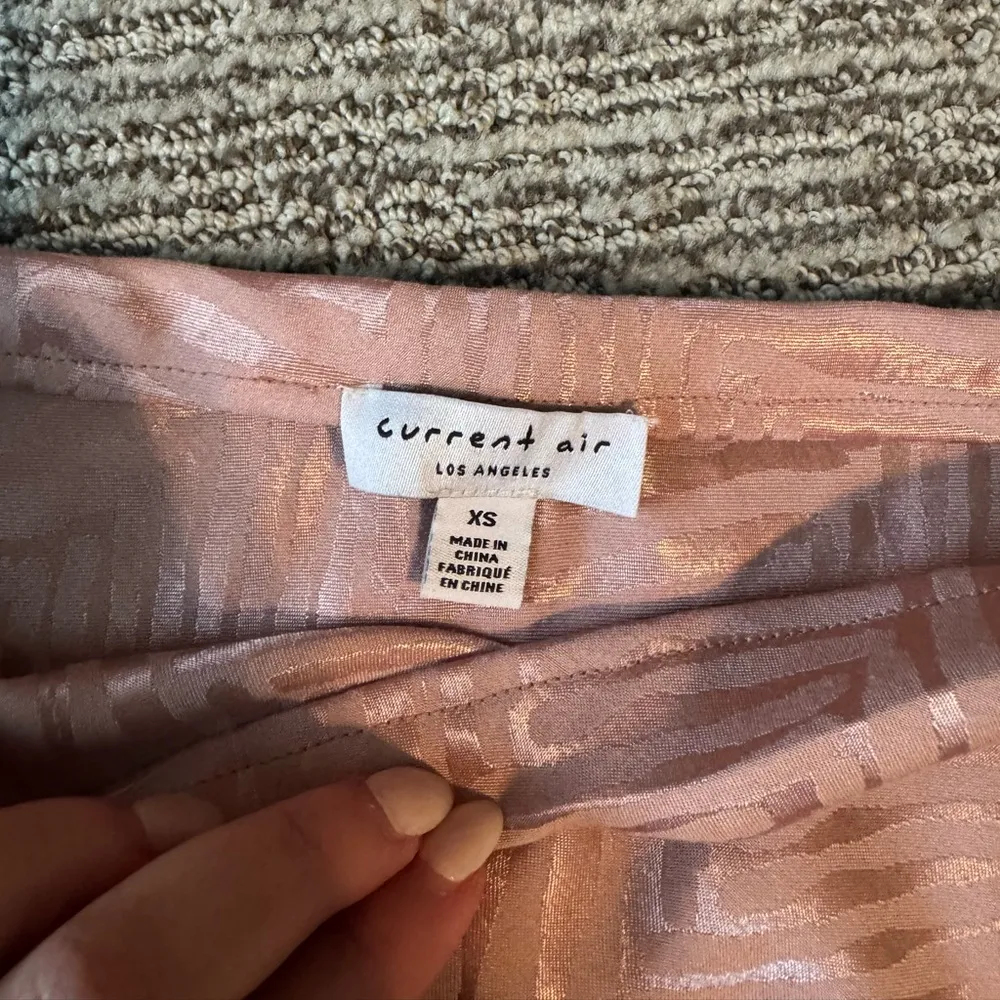 current air
LOS ANGELES
XS
MADE IN
CHINA
FABRIQUÉ
EN CHINE